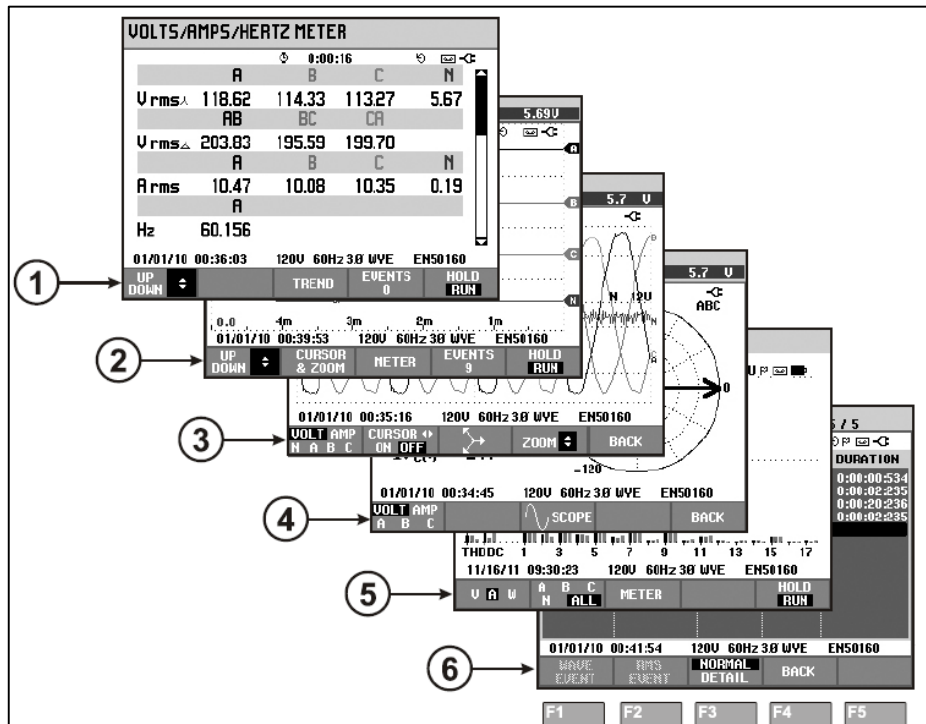 VOLTS/AMPS/HERTZ METER
0:00:16
A B C N
Vrms 118.62 114.33 113.27 5.67
AB BC CA
Vrms 203.83 195.59 199.70
A B C N
Arms 10.47 10.08 10.35 0.19
A
Hz 60.156
01/01/10 00:36:03 120V 60Hz 3Ø WYE EN50160
UP DOWN TREND EVENTS 0 HOLD RUN
1
5.69V
A
B
C
N
0.0 4m 3m 2m 1m
01/01/10 00:39:53 120V 60Hz 3Ø WYE EN50160
UP DOWN CURSOR & ZOOM METER EVENTS 9 HOLD RUN
2
5.7 V
N 12V
01/01/10 00:35:16 120V 60Hz 3Ø WYE EN50160
VOLT AMP N A B C CURSOR ON OFF ZOOM BACK
3
5.7 V
ABC
0
-120
01/01/10 00:34:45 120V 60Hz 3Ø WYE EN50160
VOLT AMP A B C SCOPE BACK
4
THDDC 1 3 5 7 9 11 13 15 17
11/16/11 09:30:23 120V 60Hz 3Ø WYE EN50160
V A W A B C N ALL METER HOLD RUN
5
5 / 5
DURATION
0:00:00:534
0:00:02:235
0:00:20:236
0:00:02:235
01/01/10 00:41:54 120V 60Hz 3Ø WYE EN50160
WAVE EVENT RMS EVENT NORMAL DETAIL BACK
6
F1 F2 F3 F4 F5